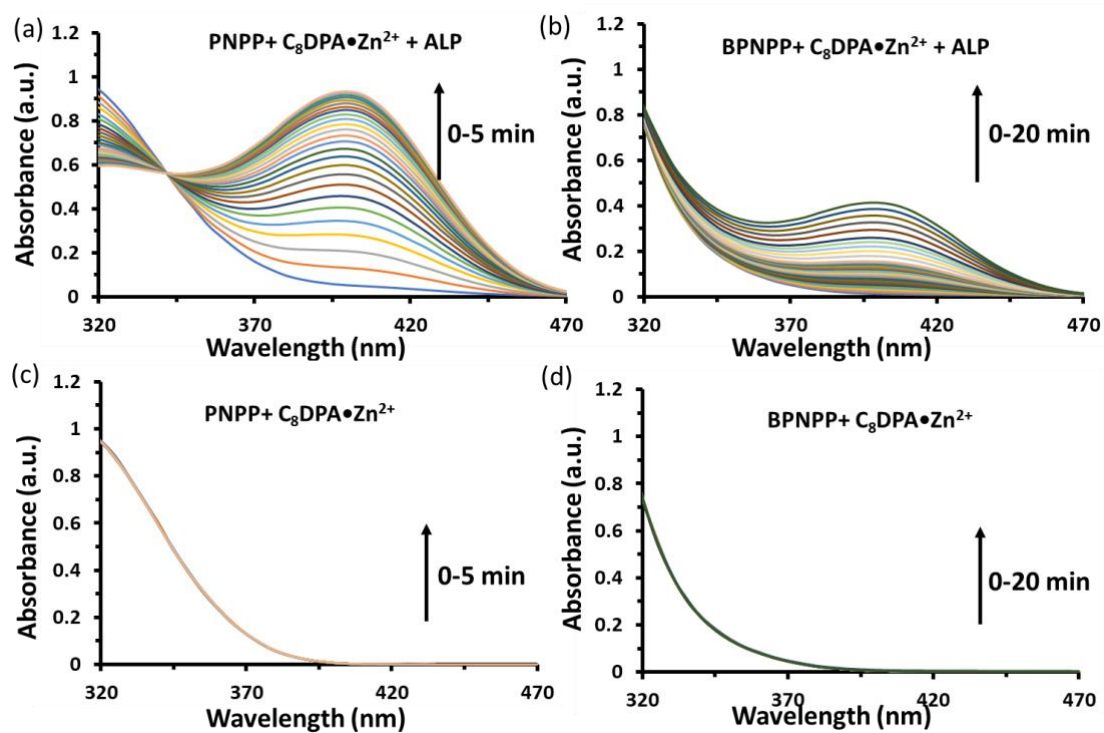 (a)
PNPP+ C₈DPA•Zn²⁺ + ALP
0-5 min
Absorbance (a.u.)
1.2
1
0.8
0.6
0.4
0.2
0
320
370
420
470
Wavelength (nm)
(b)
BPNPP+ C₈DPA•Zn²⁺ + ALP
0-20 min
Absorbance (a.u.)
1.2
1
0.8
0.6
0.4
0.2
0
320
370
420
470
Wavelength (nm)
(c)
PNPP+ C₈DPA•Zn²⁺
0-5 min
Absorbance (a.u.)
1.2
1
0.8
0.6
0.4
0.2
0
320
370
420
470
Wavelength (nm)
(d)
BPNPP+ C₈DPA•Zn²⁺
0-20 min
Absorbance (a.u.)
1.2
1
0.8
0.6
0.4
0.2
0
320
370
420
470
Wavelength (nm)